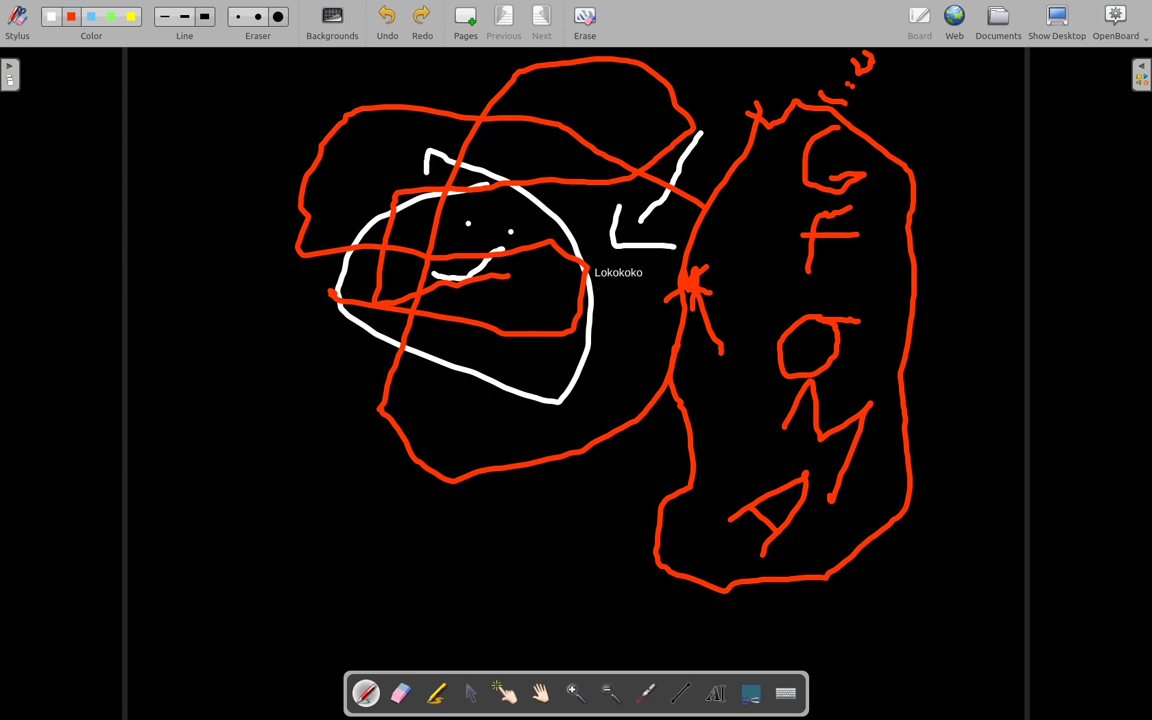 Stylus Color Line Eraser Backgrounds Undo Redo Pages Previous Next Erase Board Web Documents Show Desktop OpenBoard
Lokokoko
G
F
O
M
A